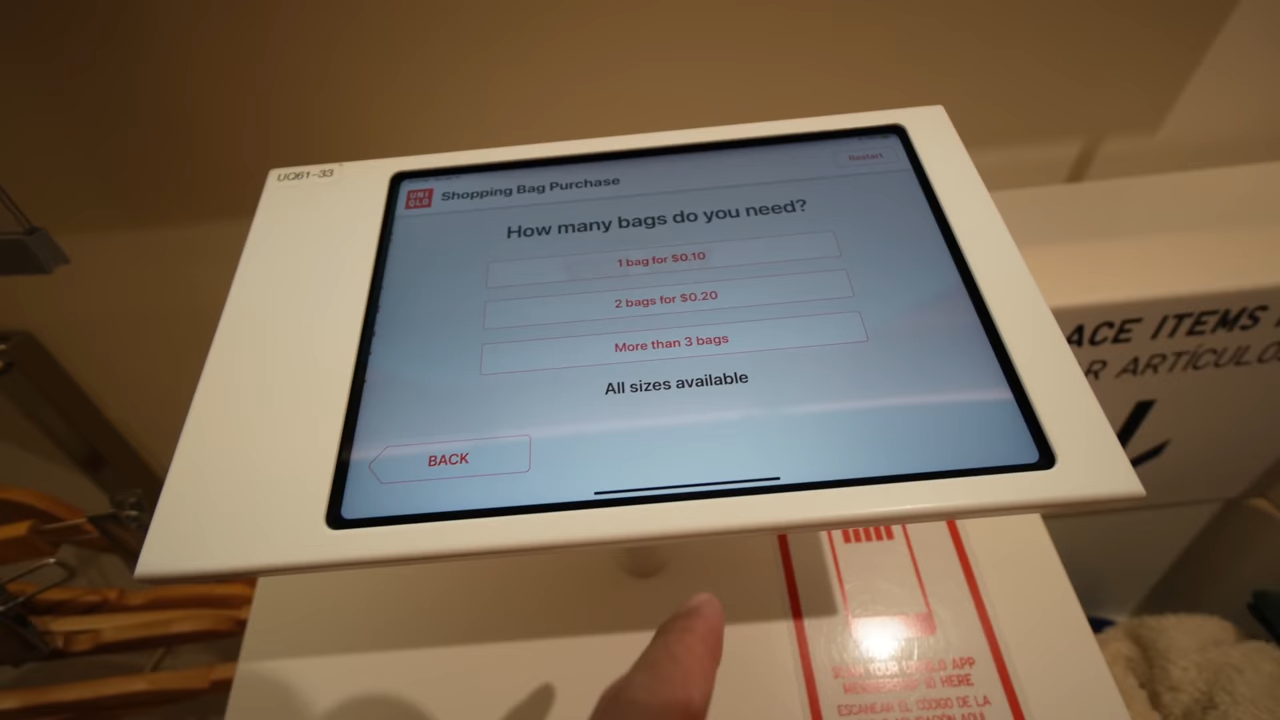 UQ61-33
UNI
QLO
Shopping Bag Purchase
Restart
How many bags do you need?
1 bag for $0.10
2 bags for $0.20
More than 3 bags
All sizes available
BACK
ACE ITEMS
R ARTÍCULO
SCAN YOUR UNIQLO APP
MEMBERSHIP ID HERE
ESCANEAR EL CÓDIGO DE LA
APLICACIÓN AQUÍ